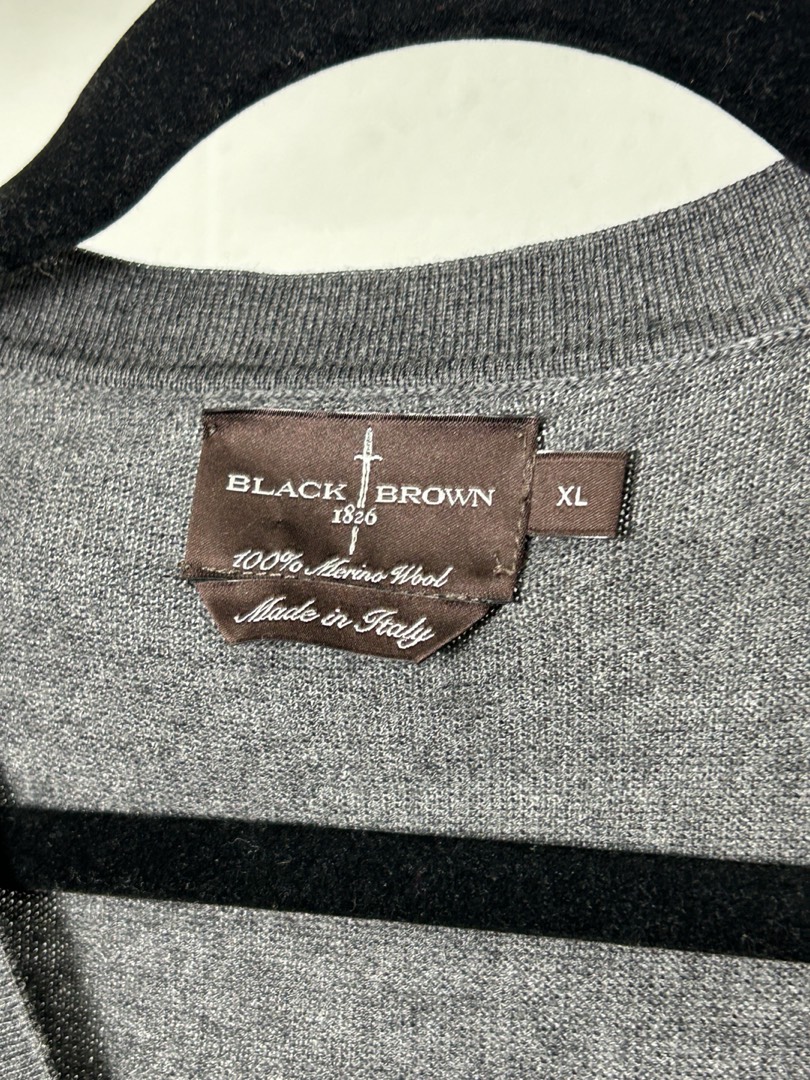 BLACK BROWN
1826
100% Merino Wool
Made in Italy
XL